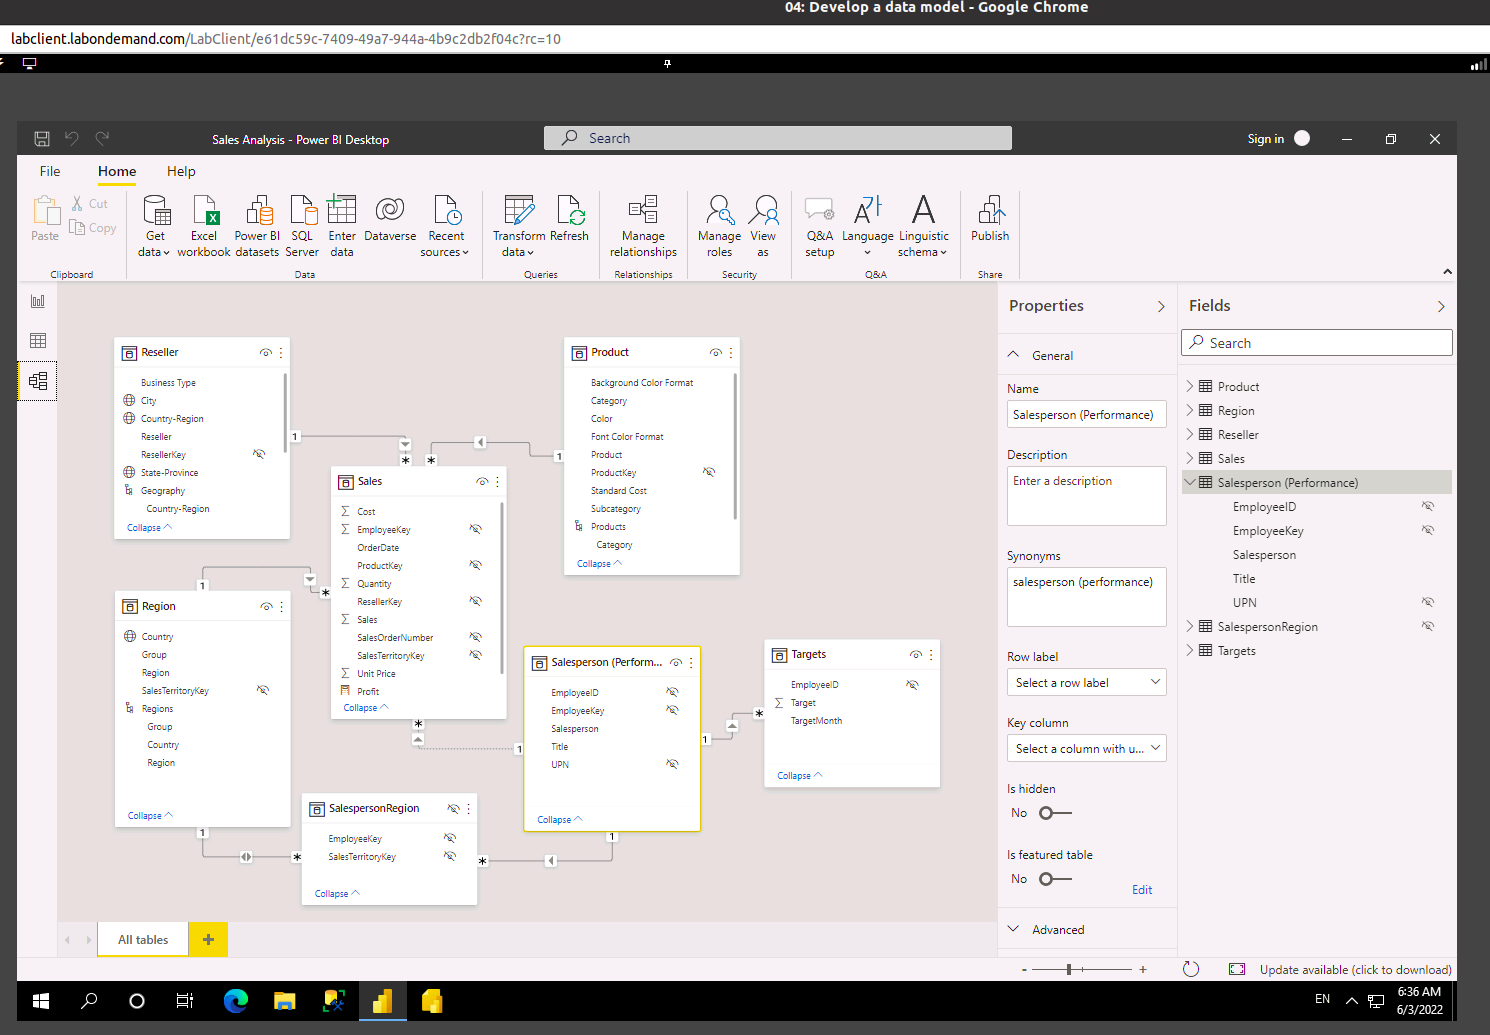 04: Develop a data model - Google Chrome
labclient.labondemand.com/LabClient/e61dc59c-7409-49a7-944a-4b9c2db2f04c?rc=10
Sales Analysis - Power BI Desktop
Search
Sign in
File
Home
Help
Paste
Cut
Copy
Clipboard
Get data
Excel workbook
Power BI datasets
SQL Server
Enter data
Dataverse
Recent sources
Data
Transform data
Refresh
Queries
Manage relationships
Relationships
Manage roles
View as
Security
Q&A setup
Language
Linguistic schema
Q&A
Publish
Share
Reseller
Business Type
City
Country-Region
Reseller
ResellerKey
State-Province
Geography
Country-Region
Collapse
1
*
Product
Background Color Format
Category
Color
Font Color Format
Product
ProductKey
Standard Cost
Subcategory
Products
Category
Collapse
1
*
Sales
Cost
EmployeeKey
OrderDate
ProductKey
Quantity
ResellerKey
Sales
SalesOrderNumber
SalesTerritoryKey
Unit Price
Profit
Collapse
*
1
1
*
Region
Country
Group
Region
SalesTerritoryKey
Regions
Group
Country
Region
Collapse
1
*
Salesperson (Perform...
EmployeeID
EmployeeKey
Salesperson
Title
UPN
Collapse
1
*
Targets
EmployeeID
Target
TargetMonth
Collapse
1
*
SalespersonRegion
EmployeeKey
SalesTerritoryKey
Collapse
All tables
+
Properties
General
Name
Salesperson (Performance)
Description
Enter a description
Synonyms
salesperson (performance)
Row label
Select a row label
Key column
Select a column with u...
Is hidden
No
Is featured table
No
Edit
Advanced
Fields
Search
Product
Region
Reseller
Sales
Salesperson (Performance)
EmployeeID
EmployeeKey
Salesperson
Title
UPN
SalespersonRegion
Targets
- +
Update available (click to download)
EN
6:36 AM
6/3/2022